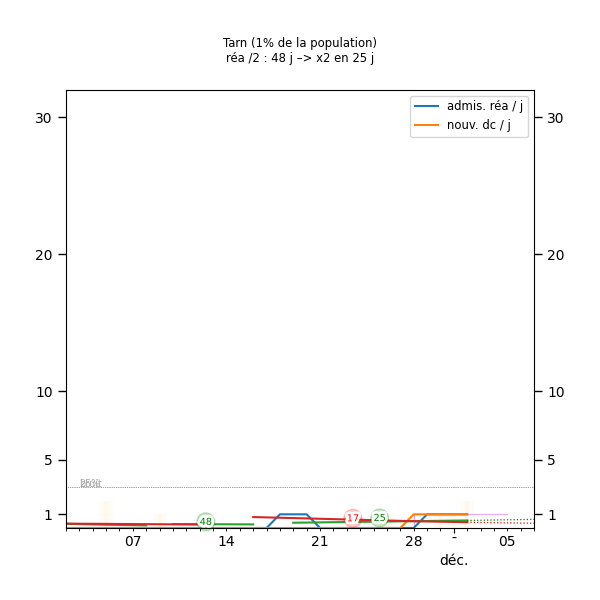 Tarn (1% de la population)
réa /2 : 48 j –> x2 en 25 j
admis. réa / j
nouv. dc / j
30 30
20 20
10 10
5 5
1 1
48 17 25
07 14 21 28 - 05
déc.